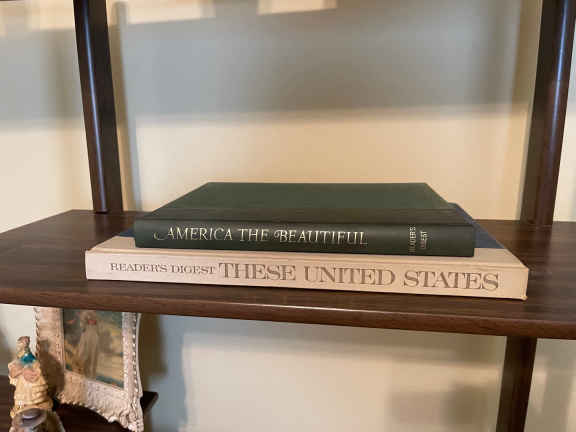 AMERICA THE BEAUTIFUL READER'S DIGEST
READER'S DIGEST THESE UNITED STATES